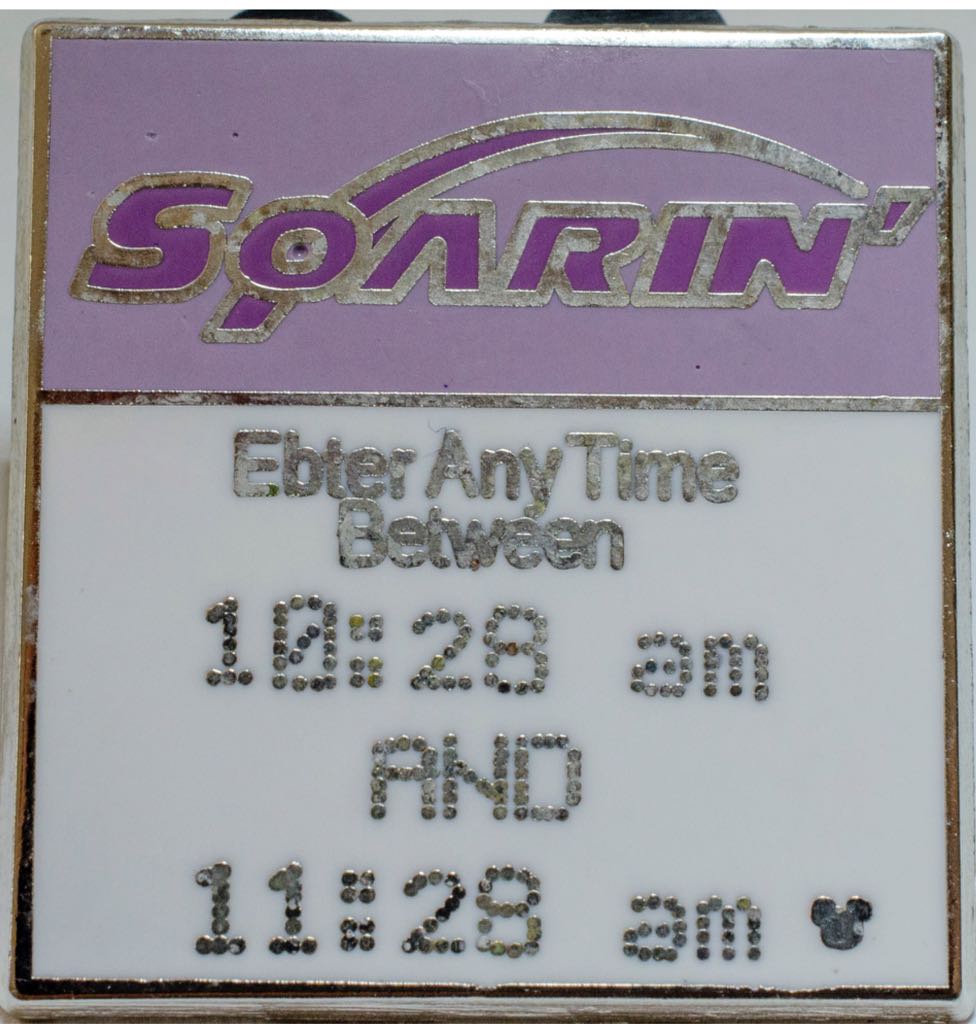 SOARIN'
Ebter Any Time
Between
10:28 am
AND
11:28 am